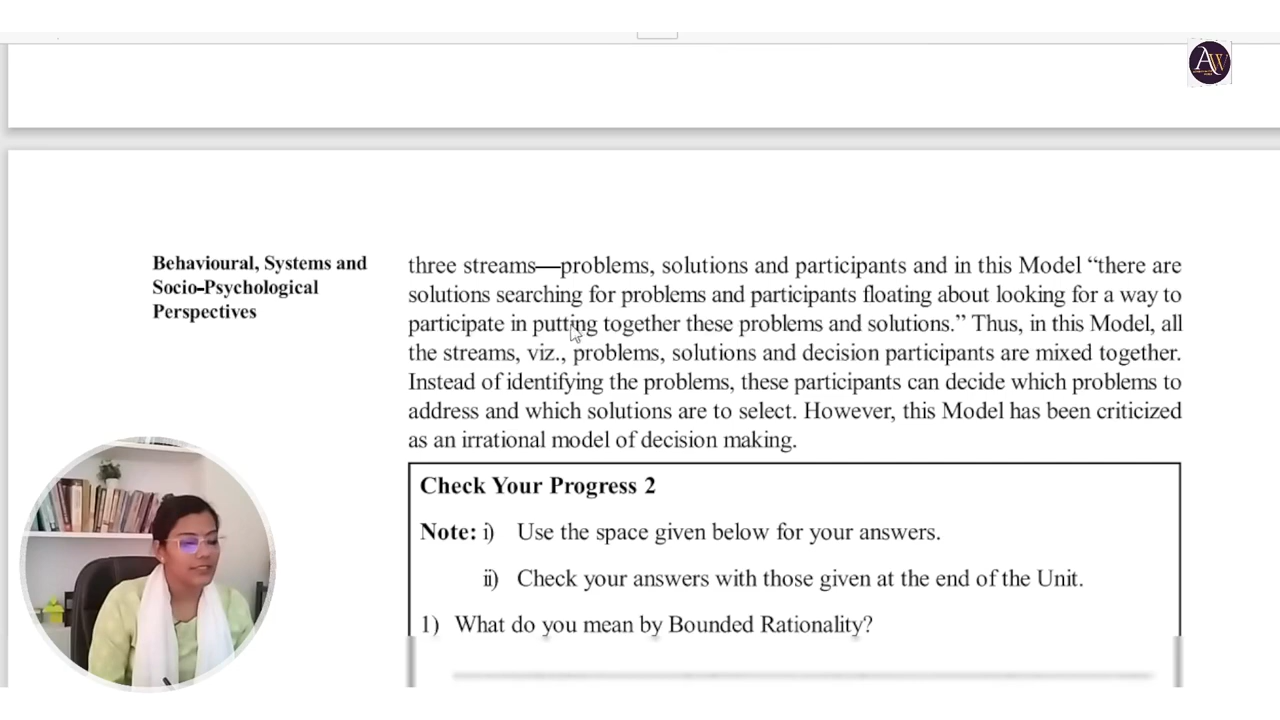 AW
Behavioural, Systems and
Socio-Psychological
Perspectives
three streams—problems, solutions and participants and in this Model “there are
solutions searching for problems and participants floating about looking for a way to
participate in putting together these problems and solutions.” Thus, in this Model, all
the streams, viz., problems, solutions and decision participants are mixed together.
Instead of identifying the problems, these participants can decide which problems to
address and which solutions are to select. However, this Model has been criticized
as an irrational model of decision making.
Check Your Progress 2
Note: i) Use the space given below for your answers.
ii) Check your answers with those given at the end of the Unit.
1) What do you mean by Bounded Rationality?